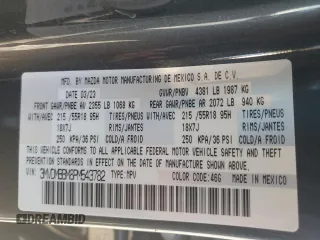 MFD. BY MAZDA MOTOR MANUFACTURING DE MEXICO S.A. DE C.V.
DATE 03/23 GVWR/PNBV 4381 LB 1987 KG
FRONT GAWR/PNBE AV 2355 LB 1068 KG REAR GAWR/PNBE AR 2072 LB 940 KG
WITH 215 /55R18 95H TIRES/PNEUS WITH 215 /55R18 95H TIRES/PNEUS
18X7J RIMS/JANTES 18X7J RIMS/JANTES
250 KPA/36 PSI COLD/A FROID 250 KPA/36 PSI COLD/A FROID
THIS VEHICLE CONFORMS TO ALL APPLICABLE FEDERAL MOTOR VEHICLE SAFETY AND
THEFT PREVENTION STANDARDS IN EFFECT ON THE DATE OF MANUFACTURE SHOWN ABOVE.
TYPE: MPV COLOR CODE: 46G MADE IN MEXICO
AUTOBIDCAR